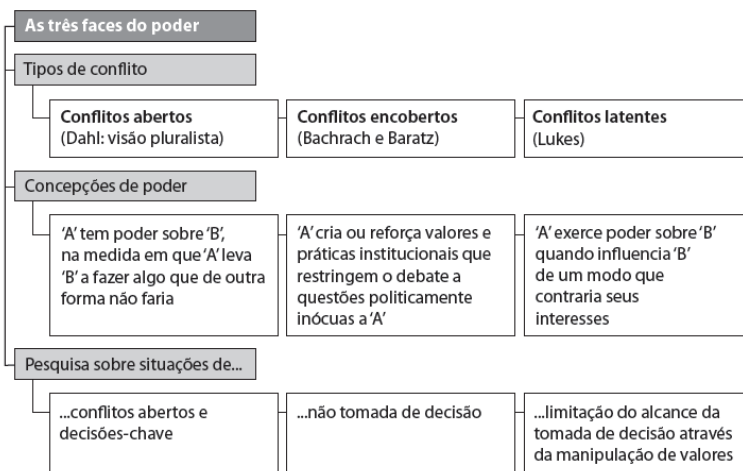 As três faces do poder
Tipos de conflito
Conflitos abertos
(Dahl: visão pluralista)
Conflitos encobertos
(Bachrach e Baratz)
Conflitos latentes
(Lukes)
Concepções de poder
‘A’ tem poder sobre ‘B’,
na medida em que ‘A’ leva
‘B’ a fazer algo que de outra
forma não faria
‘A’ cria ou reforça valores e
práticas institucionais que
restringem o debate a
questões politicamente
inócuas a ‘A’
‘A’ exerce poder sobre ‘B’
quando influencia ‘B’
de um modo que
contraria seus
interesses
Pesquisa sobre situações de...
...conflitos abertos e
decisões-chave
...não tomada de decisão
...limitação do alcance da
tomada de decisão através
da manipulação de valores